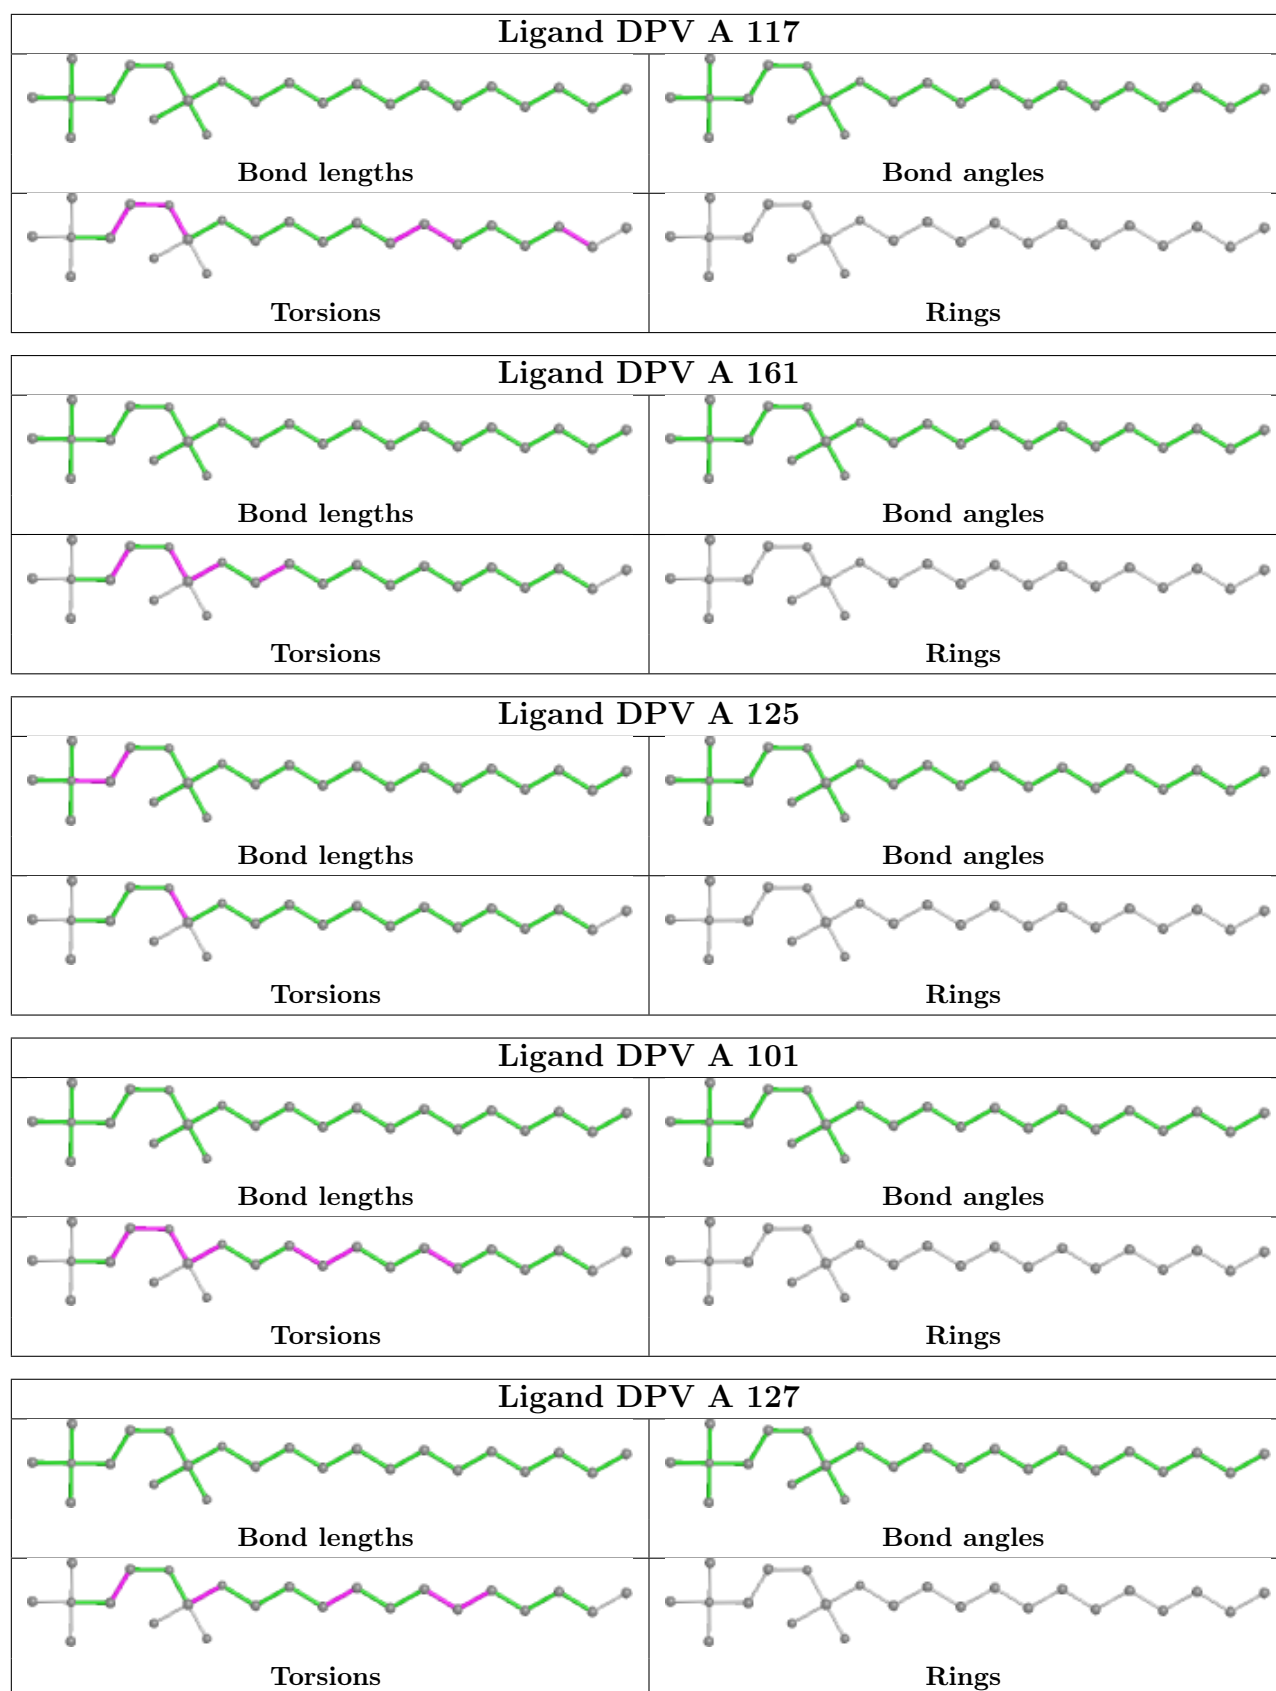 Ligand DPV A 117
Bond lengths
Bond angles
Torsions
Rings
Ligand DPV A 161
Bond lengths
Bond angles
Torsions
Rings
Ligand DPV A 125
Bond lengths
Bond angles
Torsions
Rings
Ligand DPV A 101
Bond lengths
Bond angles
Torsions
Rings
Ligand DPV A 127
Bond lengths
Bond angles
Torsions
Rings